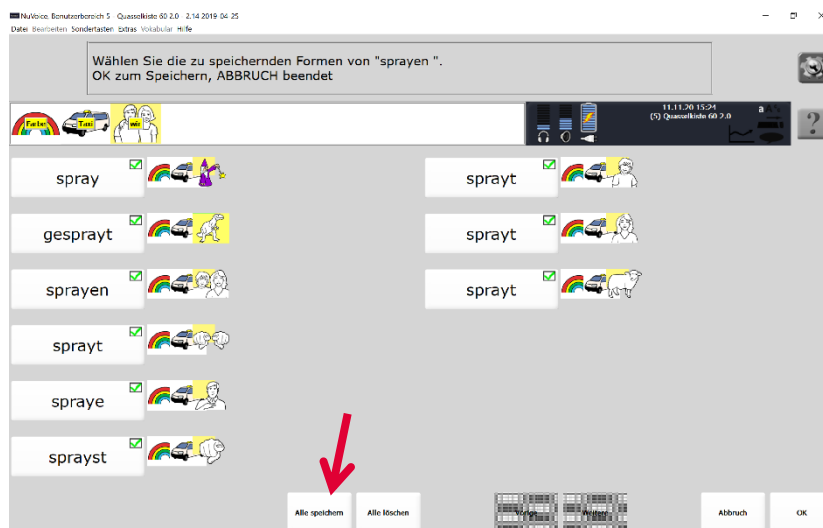 NuVoice, Benutzerbereich 5 Quasselkiste 60 2.0 2.14 2019 04 25
Datei Bearbeiten Sondertasten Extras Vokabular Hilfe
Wählen Sie die zu speichernden Formen von "sprayen ".
OK zum Speichern, ABBRUCH beendet
Farbe Taxi wir
11.11.20 15:24
(5) Quasselkiste 60 2.0
a
?
spray sprayt
gesprayt sprayt
sprayen sprayt
sprayt
spraye
sprayst
Alle speichern Alle löschen Vorige Weitere Abbruch OK